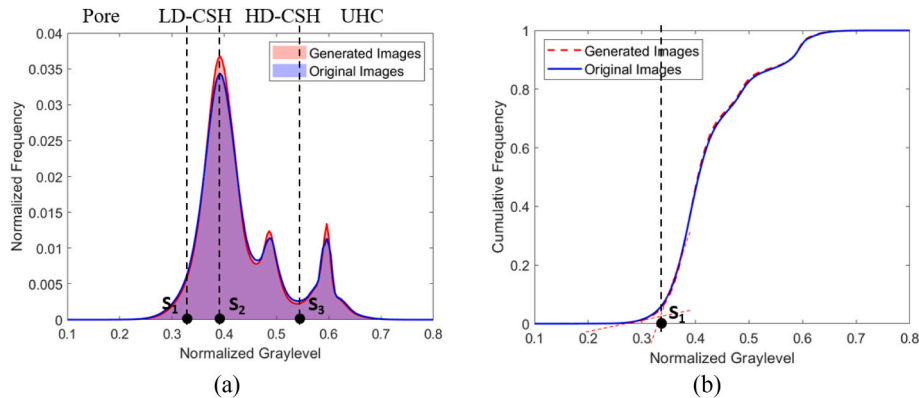 Pore LD-CSH HD-CSH UHC
0.04
0.035
0.03
0.025
0.02
0.015
0.01
0.005
0
Normalized Frequency
Generated Images
Original Images
S1 S2 S3
0.1 0.2 0.3 0.4 0.5 0.6 0.7 0.8
Normalized Graylevel
(a)
1
0.8
0.6
0.4
0.2
0
Cumulative Frequency
Generated Images
Original Images
S1
0.1 0.2 0.3 0.4 0.5 0.6 0.7 0.8
Normalized Graylevel
(b)